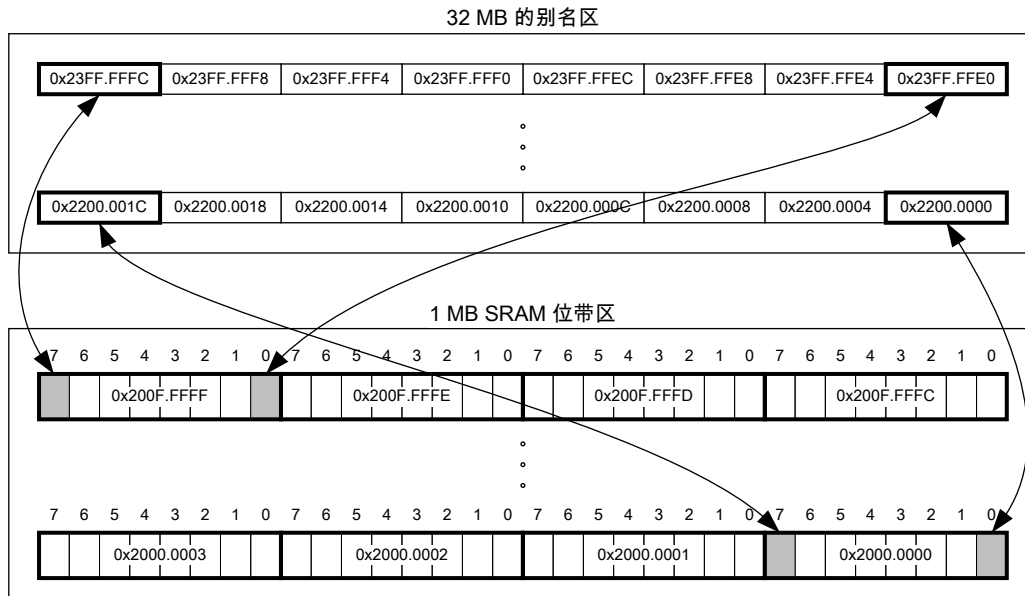 32 MB 的别名区
0x23FF.FFFC 0x23FF.FFF8 0x23FF.FFF4 0x23FF.FFF0 0x23FF.FFEC 0x23FF.FFE8 0x23FF.FFE4 0x23FF.FFE0
0x2200.001C 0x2200.0018 0x2200.0014 0x2200.0010 0x2200.000C 0x2200.0008 0x2200.0004 0x2200.0000
1 MB SRAM 位带区
7 6 5 4 3 2 1 0 7 6 5 4 3 2 1 0 7 6 5 4 3 2 1 0 7 6 5 4 3 2 1 0
0x200F.FFFF 0x200F.FFFE 0x200F.FFFD 0x200F.FFFC
7 6 5 4 3 2 1 0 7 6 5 4 3 2 1 0 7 6 5 4 3 2 1 0 7 6 5 4 3 2 1 0
0x2000.0003 0x2000.0002 0x2000.0001 0x2000.0000